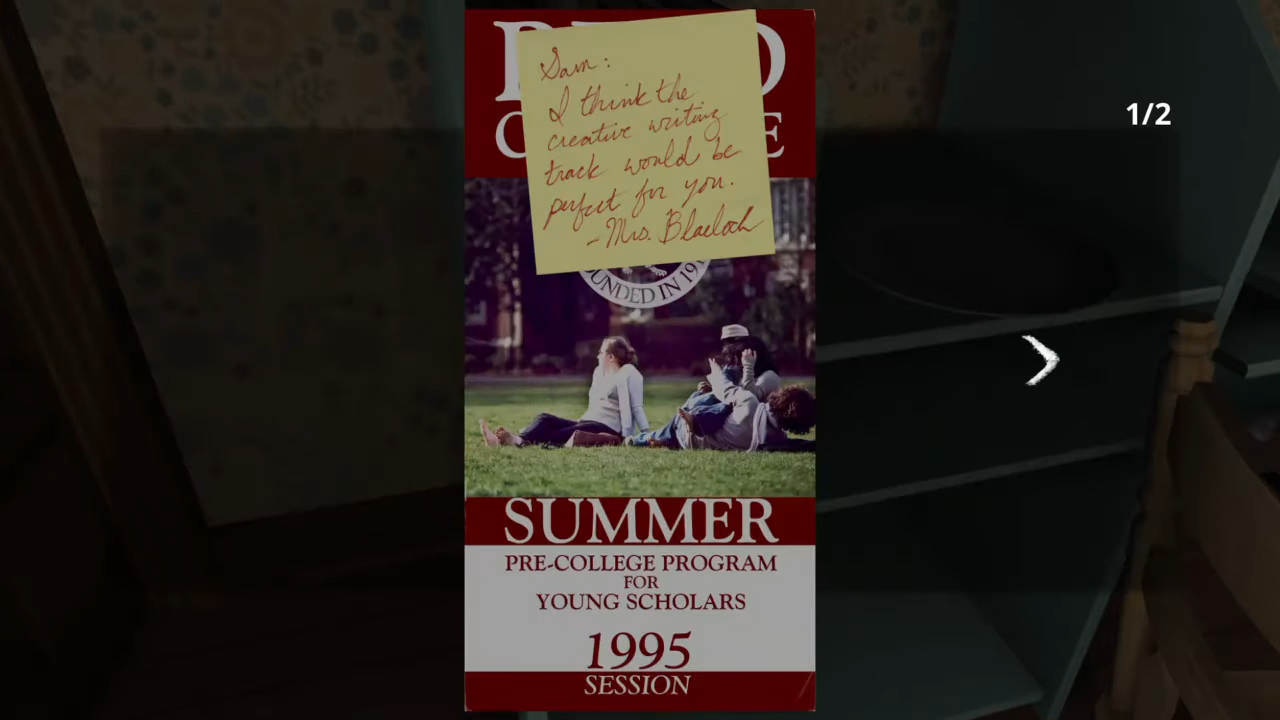 1/2
Sam:
I think the
creative writing
track would be
perfect for you.
-Mrs. Blaeloch
SUMMER
PRE-COLLEGE PROGRAM
FOR
YOUNG SCHOLARS
1995
SESSION